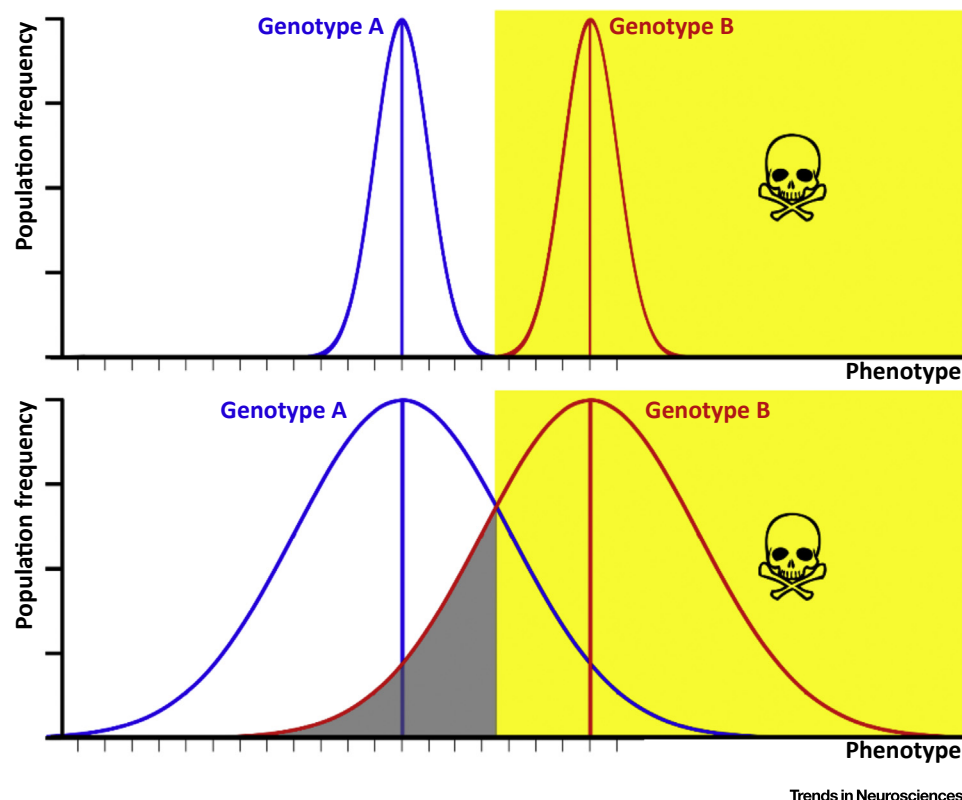 Genotype A
Genotype B
Population frequency
Phenotype
Genotype A
Genotype B
Population frequency
Phenotype
Trends in Neurosciences